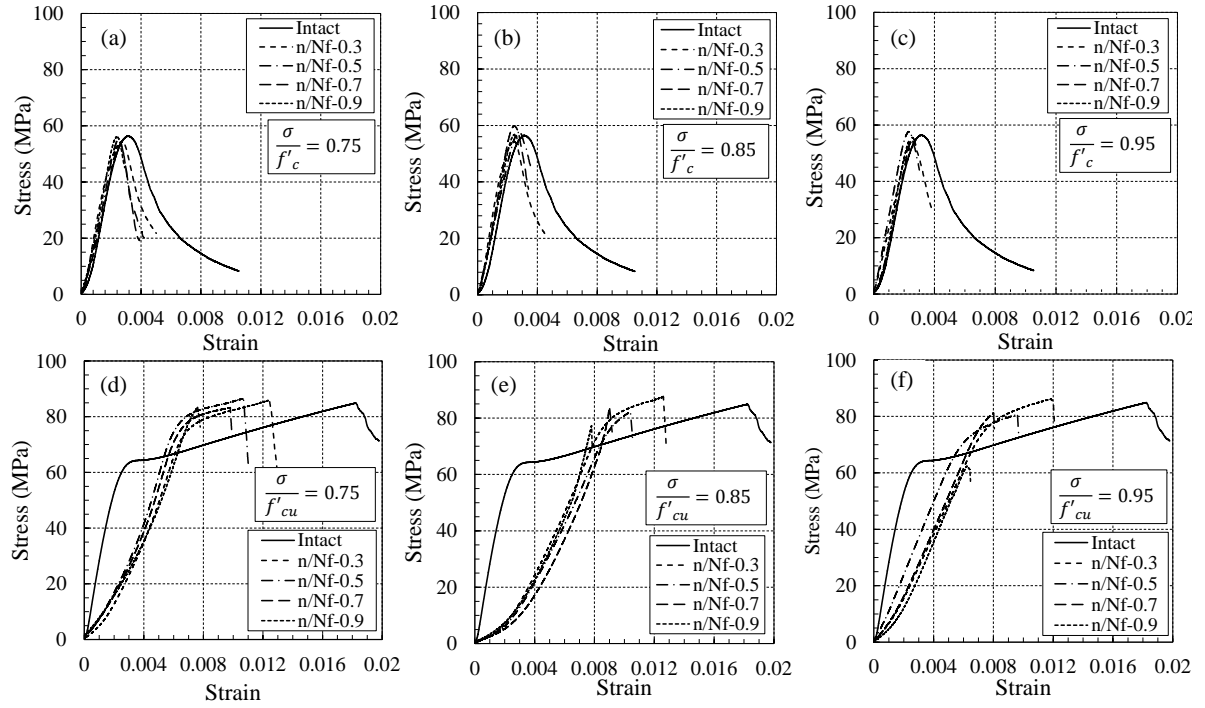 (a)
Intact
n/Nf-0.3
n/Nf-0.5
n/Nf-0.7
n/Nf-0.9
σ/f′c = 0.75
Stress (MPa)
100
80
60
40
20
0
0 0.004 0.008 0.012 0.016 0.02
Strain
(b)
Intact
n/Nf-0.3
n/Nf-0.5
n/Nf-0.7
n/Nf-0.9
σ/f′c = 0.85
Stress (MPa)
100
80
60
40
20
0
0 0.004 0.008 0.012 0.016 0.02
Strain
(c)
Intact
n/Nf-0.3
n/Nf-0.5
n/Nf-0.7
n/Nf-0.9
σ/f′c = 0.95
Stress (MPa)
100
80
60
40
20
0
0 0.004 0.008 0.012 0.016 0.02
Strain
(d)
σ/f′cu = 0.75
Intact
n/Nf-0.3
n/Nf-0.5
n/Nf-0.7
n/Nf-0.9
Stress (MPa)
100
80
60
40
20
0
0 0.004 0.008 0.012 0.016 0.02
Strain
(e)
σ/f′cu = 0.85
Intact
n/Nf-0.3
n/Nf-0.5
n/Nf-0.7
n/Nf-0.9
Stress (MPa)
100
80
60
40
20
0
0 0.004 0.008 0.012 0.016 0.02
Strain
(f)
σ/f′cu = 0.95
Intact
n/Nf-0.3
n/Nf-0.5
n/Nf-0.7
n/Nf-0.9
Stress (MPa)
100
80
60
40
20
0
0 0.004 0.008 0.012 0.016 0.02
Strain